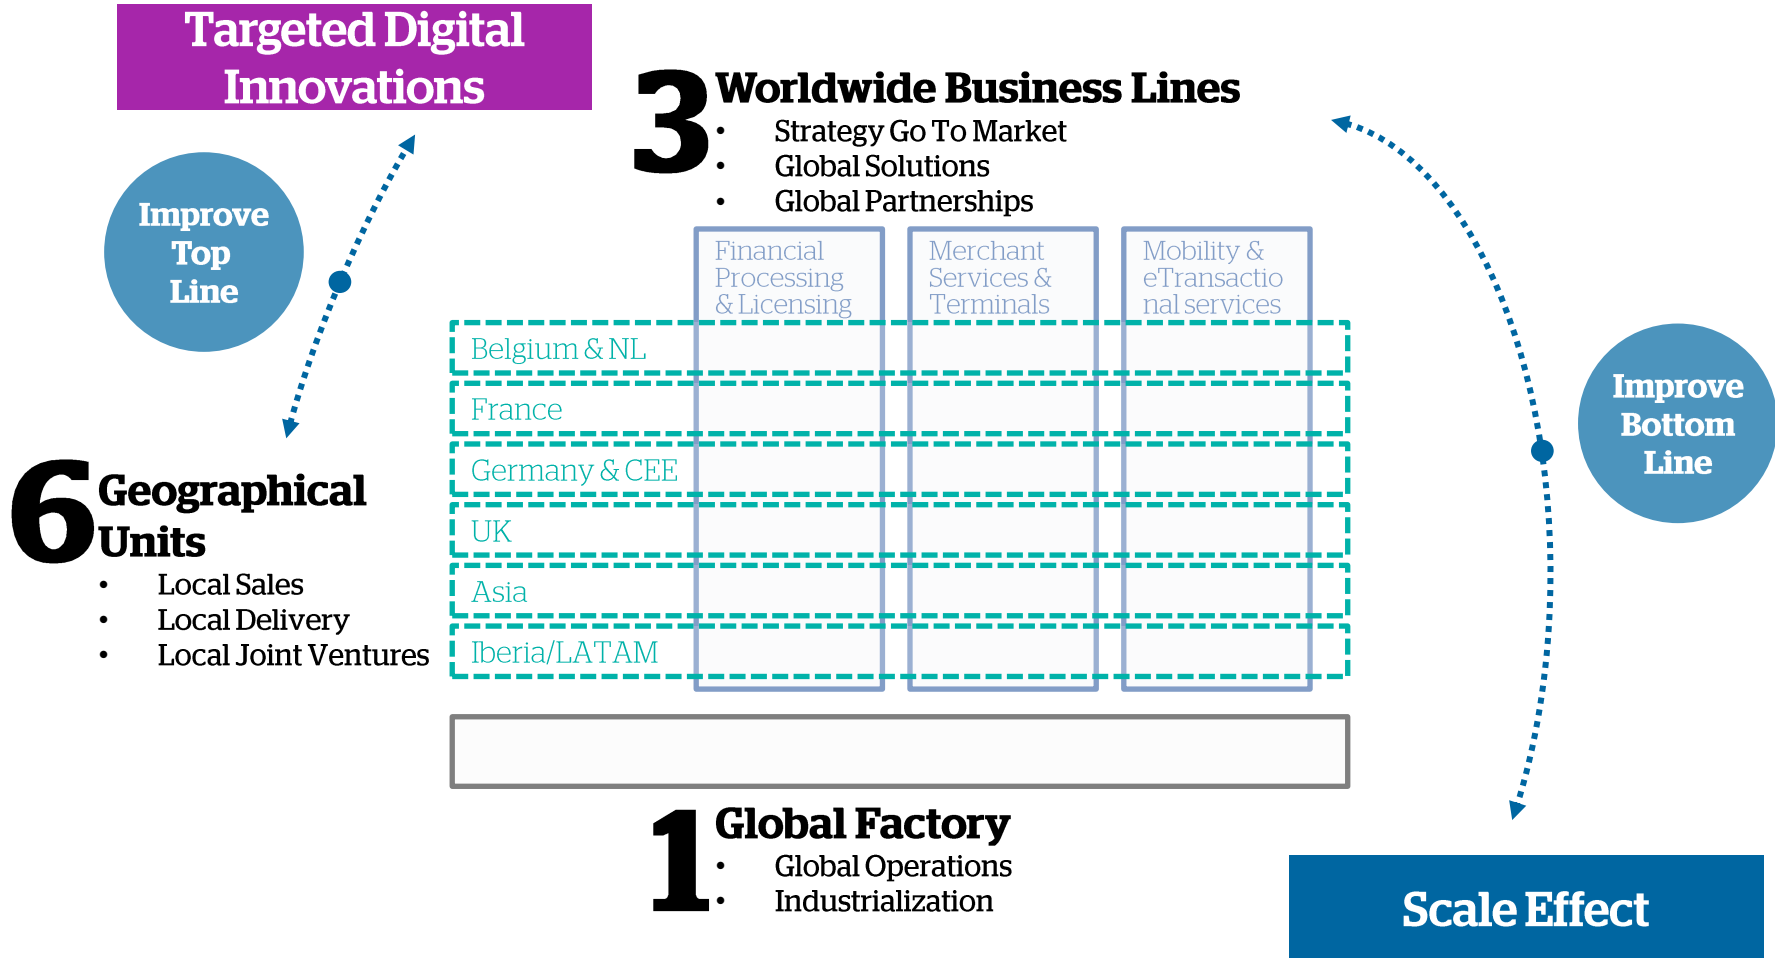 Targeted Digital
Innovations
Improve
Top
Line
3
Worldwide Business Lines
• Strategy Go To Market
• Global Solutions
• Global Partnerships
Financial
Processing
& Licensing
Merchant
Services &
Terminals
Mobility &
eTransactio
nal services
Belgium & NL
France
Germany & CEE
UK
Asia
Iberia/LATAM
6
Geographical
Units
• Local Sales
• Local Delivery
• Local Joint Ventures
Improve
Bottom
Line
1
Global Factory
• Global Operations
• Industrialization
Scale Effect